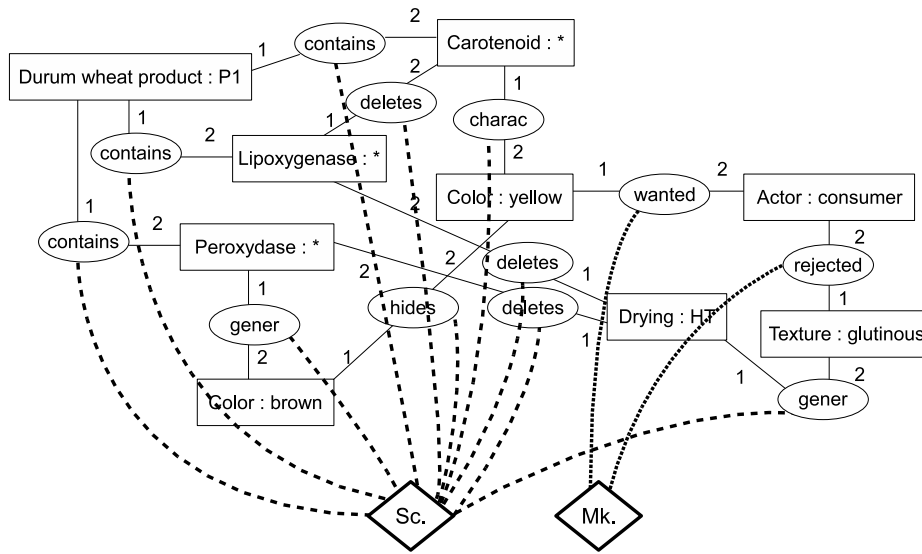 2
contains
2
Carotenoid : *
1
Durum wheat product : P1
2
deletes
1
1
charac
1
contains
2
Lipoxygenase : *
2
1
2
Color : yellow
wanted
Actor : consumer
2
1
contains
2
Peroxydase : *
2
2
deletes
1
2
rejected
1
gener
hides
deletes
1
Drying : HT
1
Texture : glutinous
2
1
1
2
gener
Color : brown
Sc.
Mk.